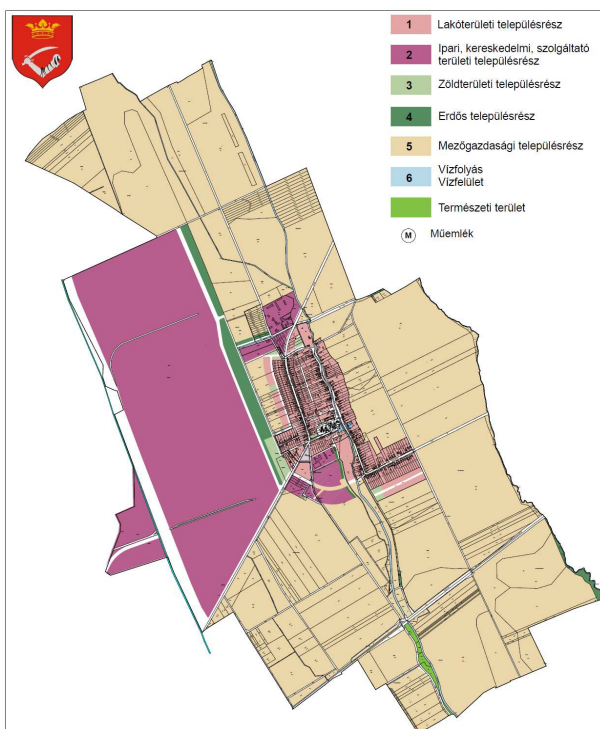 1 Lakóterületi településrész
2 Ipari, kereskedelmi, szolgáltató
területi településrész
3 Zöldterületi településrész
4 Erdős településrész
5 Mezőgazdasági településrész
6 Vízfolyás
Vízfelület
Természeti terület
M Műemlék